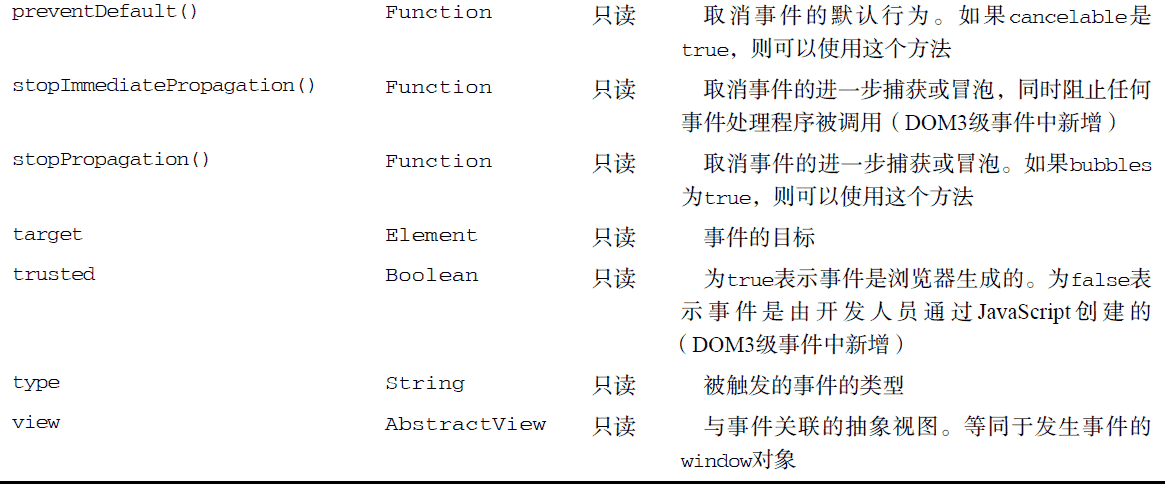 preventDefault() Function 只读 取消事件的默认行为。如果cancelable是
true，则可以使用这个方法
stopImmediatePropagation() Function 只读 取消事件的进一步捕获或冒泡，同时阻止任何
事件处理程序被调用（DOM3级事件中新增）
stopPropagation() Function 只读 取消事件的进一步捕获或冒泡。如果bubbles
为true，则可以使用这个方法
target Element 只读 事件的目标
trusted Boolean 只读 为true表示事件是浏览器生成的。为false表
示事件是由开发人员通过JavaScript创建的
（DOM3级事件中新增）
type String 只读 被触发的事件的类型
view AbstractView 只读 与事件关联的抽象视图。等同于发生事件的
window对象